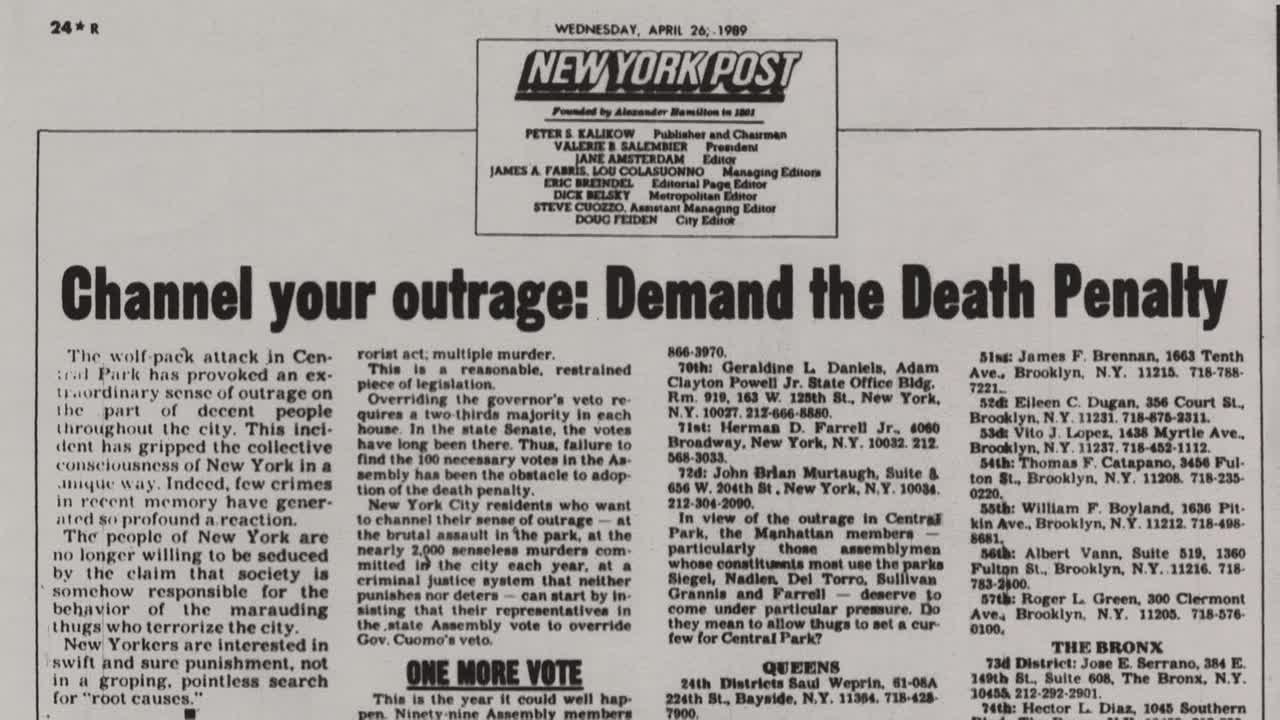 24★ R
WEDNESDAY, APRIL 26, 1989
NEW YORK POST
Founded by Alexander Hamilton in 1801
PETER S. KALIKOW Publisher and Chairman
VALERIE B. SALEMBIER President
JANE AMSTERDAM Editor
JAMES A. FABRIS, LOU COLASUONNO Managing Editors
ERIC BREINDEL Editorial Page Editor
DICK BELSKY Metropolitan Editor
STEVE CUOZZO, Assistant Managing Editor
DOUG FEIDEN City Editor
Channel your outrage: Demand the Death Penalty
The wolf-pack attack in Cen-
tral Park has provoked an ex-
traordinary sense of outrage on
the part of decent people
throughout the city. This inci-
dent has gripped the collective
consciousness of New York in a
unique way. Indeed, few crimes
in recent memory have gener-
ated so profound a reaction.
The people of New York are
no longer willing to be seduced
by the claim that society is
somehow responsible for the
behavior of the marauding
thugs who terrorize the city.
New Yorkers are interested in
swift and sure punishment, not
in a groping, pointless search
for "root causes."
rorist act; multiple murder.
This is a reasonable, restrained
piece of legislation.
Overriding the governor's veto re-
quires a two-thirds majority in each
house. In the state Senate, the votes
have long been there. Thus, failure to
find the 100 necessary votes in the As-
sembly has been the obstacle to adop-
tion of the death penalty.
New York City residents who want
to channel their sense of outrage — at
the brutal assault in the park, at the
nearly 2,000 senseless murders com-
mitted in the city each year, at a
criminal justice system that neither
punishes nor deters — can start by in-
sisting that their representatives in
the state Assembly vote to override
Gov. Cuomo's veto.
ONE MORE VOTE
This is the year it could well hap-
pen. Ninety-nine Assembly members
866-3970.
70th: Geraldine L. Daniels, Adam
Clayton Powell Jr. State Office Bldg.
Rm. 919, 163 W. 125th St., New York,
N.Y. 10027. 212-666-8880.
71st: Herman D. Farrell Jr., 4060
Broadway, New York, N.Y. 10032. 212.
568-3033.
72d: John Brian Murtaugh, Suite 8
656 W. 204th St., New York, N.Y. 10034.
212-304-2090.
In view of the outrage in Central
Park, the Manhattan members —
particularly those assemblymen
whose constituents most use the parks
Siegel, Nadler, Del Torro, Sullivan
Grannis and Farrell — deserve to
come under particular pressure. Do
they mean to allow thugs to set a cur-
few for Central Park?
QUEENS
24th Districts Saul Weprin, 61-08A
224th St., Bayside, N.Y. 11364. 718-428-
7900.
51st: James F. Brennan, 1663 Tenth
Ave., Brooklyn, N.Y. 11215. 718-788-
7221.
52d: Eileen C. Dugan, 356 Court St.,
Brooklyn, N.Y. 11231. 718-875-2311.
53d: Vito J. Lopez, 1438 Myrtle Ave.,
Brooklyn, N.Y. 11237. 718-452-1112.
54th: Thomas F. Catapano, 3456 Ful-
ton St., Brooklyn, N.Y. 11208. 718-235-
0220.
55th: William F. Boyland, 1636 Pit-
kin Ave., Brooklyn, N.Y. 11212. 718-498-
8681.
56th: Albert Vann, Suite 519, 1360
Fulton St., Brooklyn, N.Y. 11216. 718-
783-2600.
57th: Roger L. Green, 300 Clermont
Ave., Brooklyn, N.Y. 11205. 718-576-
0100.
THE BRONX
73d District: Jose E. Serrano, 384 E.
149th St., Suite 608, The Bronx, N.Y.
10455, 212-292-2901.
74th: Hector L. Diaz, 1045 Southern